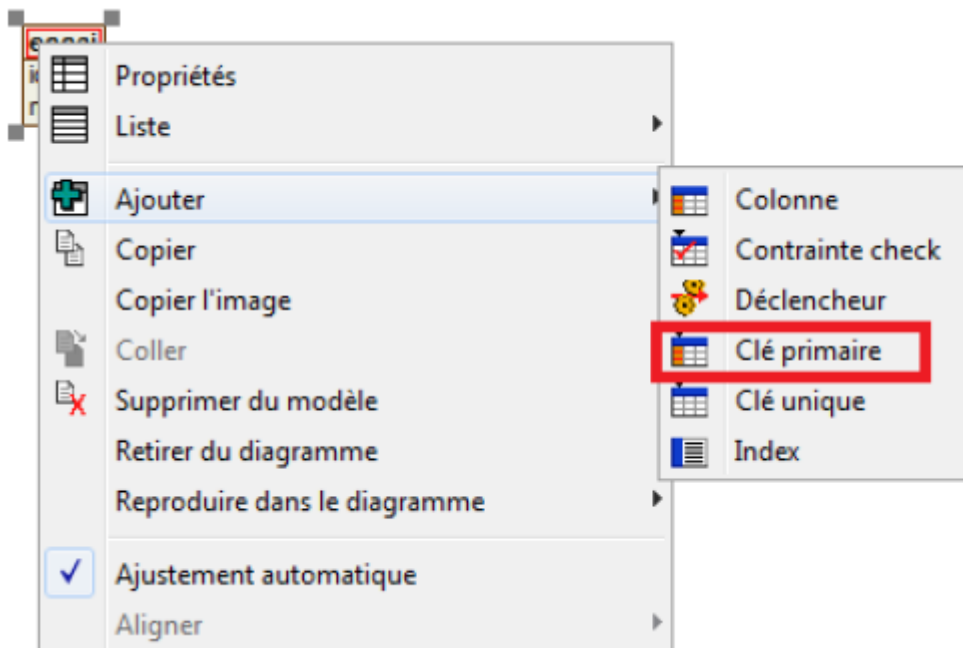 Propriétés
Liste
Ajouter
Copier
Copier l'image
Coller
Supprimer du modèle
Retirer du diagramme
Reproduire dans le diagramme
Ajustement automatique
Aligner
Colonne
Contrainte check
Déclencheur
Clé primaire
Clé unique
Index